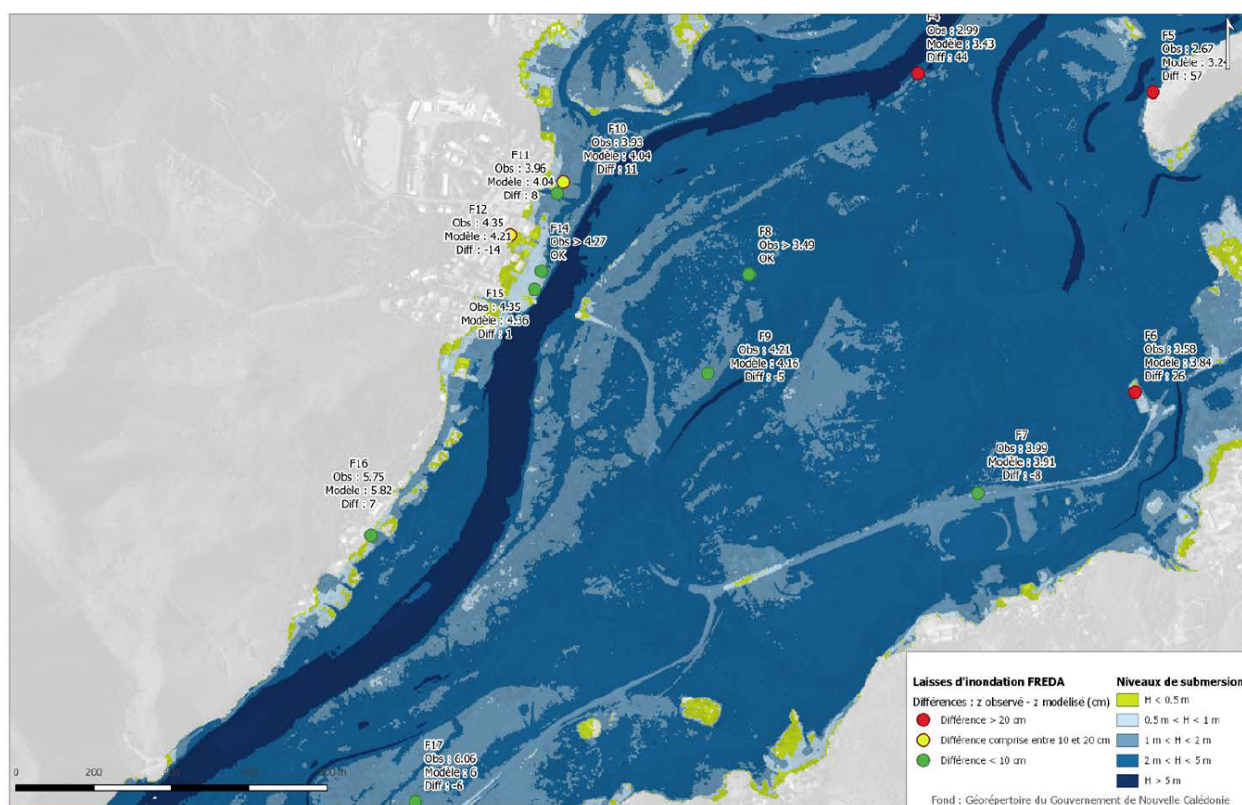 F4
Obs : 2.99
Modèle : 3.43
Diff : 44
F5
Obs : 2.67
Modèle : 3.2
Diff : 57
F10
Obs : 3.93
Modèle : 4.04
Diff : 11
F11
Obs : 3.96
Modèle : 4.04
Diff : 8
F12
Obs : 4.35
Modèle : 4.21
Diff : -14
F14
Obs > 4.27
OK
F8
Obs > 3.49
OK
F15
Obs : 4.35
Modèle : 4.36
Diff : 1
F9
Obs : 4.21
Modèle : 4.16
Diff : -5
F6
Obs : 3.58
Modèle : 3.84
Diff : 26
F7
Obs : 3.99
Modèle : 3.91
Diff : -8
F16
Obs : 5.75
Modèle : 5.82
Diff : 7
F17
Obs : 6.06
Modèle : 6
Diff : -6
0 200 400 m
Laisses d'inondation FREDA
Différences : z observé - z modélisé (cm)
Différence > 20 cm
Différence comprise entre 10 et 20 cm
Différence < 10 cm
Niveaux de submersion
H < 0.5 m
0.5 m < H < 1 m
1 m < H < 2 m
2 m < H < 5 m
H > 5 m
Fond : Géorépertoire du Gouvernement de Nouvelle Calédonie